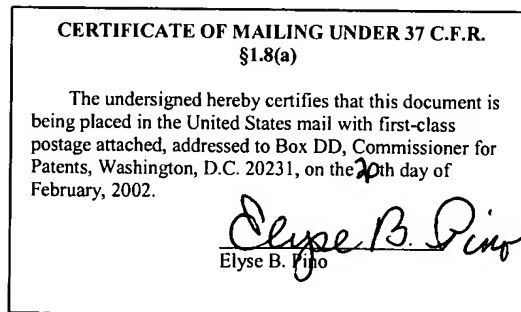 CERTIFICATE OF MAILING UNDER 37 C.F.R.
§1.8(a)
The undersigned hereby certifies that this document is
being placed in the United States mail with first-class
postage attached, addressed to Box DD, Commissioner for
Patents, Washington, D.C. 20231, on the 20th day of
February, 2002.
Elyse B. Pino
Elyse B. Pino